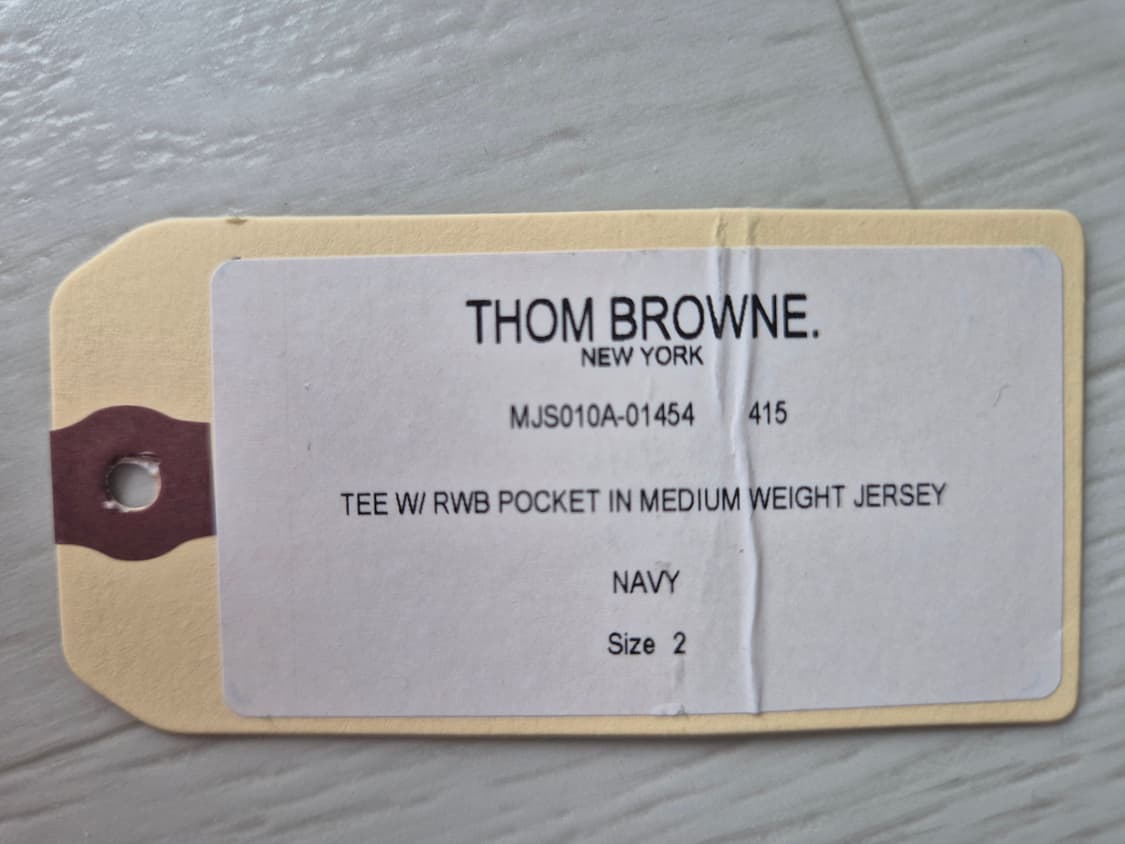 THOM BROWNE.
NEW YORK
MJS010A-01454 415
TEE W/ RWB POCKET IN MEDIUM WEIGHT JERSEY
NAVY
Size 2